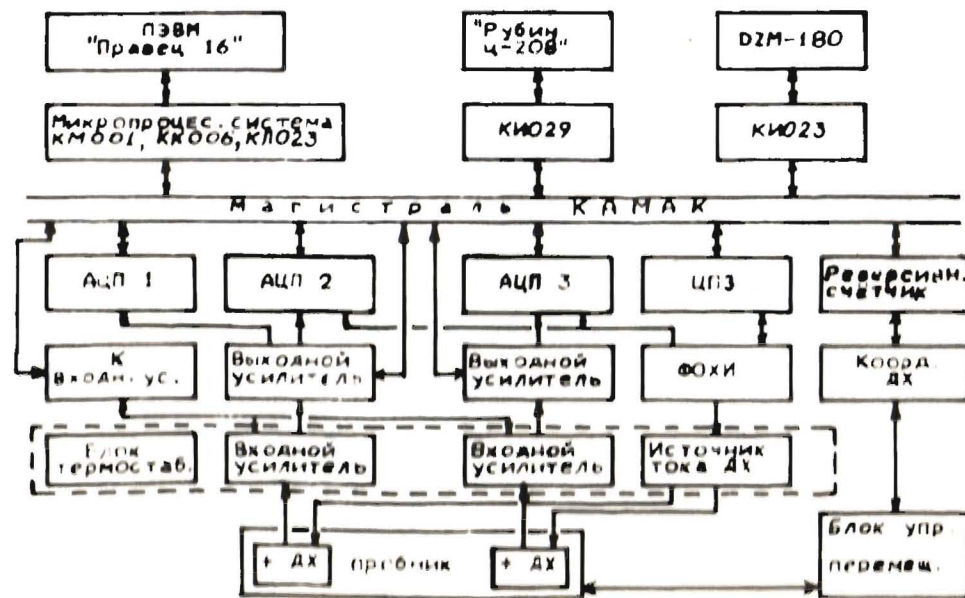 ПЭВМ
"Правец 16"
"Рубин
Ц-208"
DZM-180
Микропроцес. система
КМ001, КК006, КЛ023
КИ029
КИ023
Магистраль КАМАК
АЦП 1
АЦП 2
АЦП 3
ЦПЗ
Реверсивн.
счетчик
К
Входн. ус.
Выходной
усилитель
Выходной
усилитель
ФОХИ
Коорд.
ДХ
Блок
термостаб.
Входной
усилитель
Входной
усилитель
Источник
тока ДХ
+ ДХ
пробник
+ ДХ
Блок упр.
перемещ.